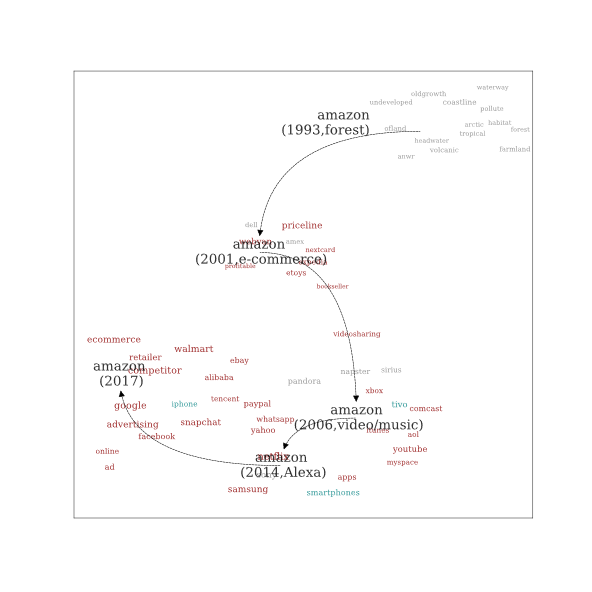 waterway
oldgrowth
undeveloped
coastline
pollute
amazon
(1993,forest)
ofland
arctic
habitat
tropical
forest
headwater
volcanic
farmland
anwr
dell
priceline
webvan
amex
amazon
nextcard
(2001,e-commerce)
profitable
etoys
bookseller
videosharing
ecommerce
walmart
retailer
ebay
amazon
competitor
(2017)
alibaba
pandora
napster
sirius
xbox
tencent
iphone
paypal
google
tivo
comcast
amazon
(2006,video/music)
whatsapp
advertising
snapchat
yahoo
itunes
aol
facebook
youtube
online
netflix
amazon
(2014,Alexa)
myspace
ad
apps
samsung
smartphones